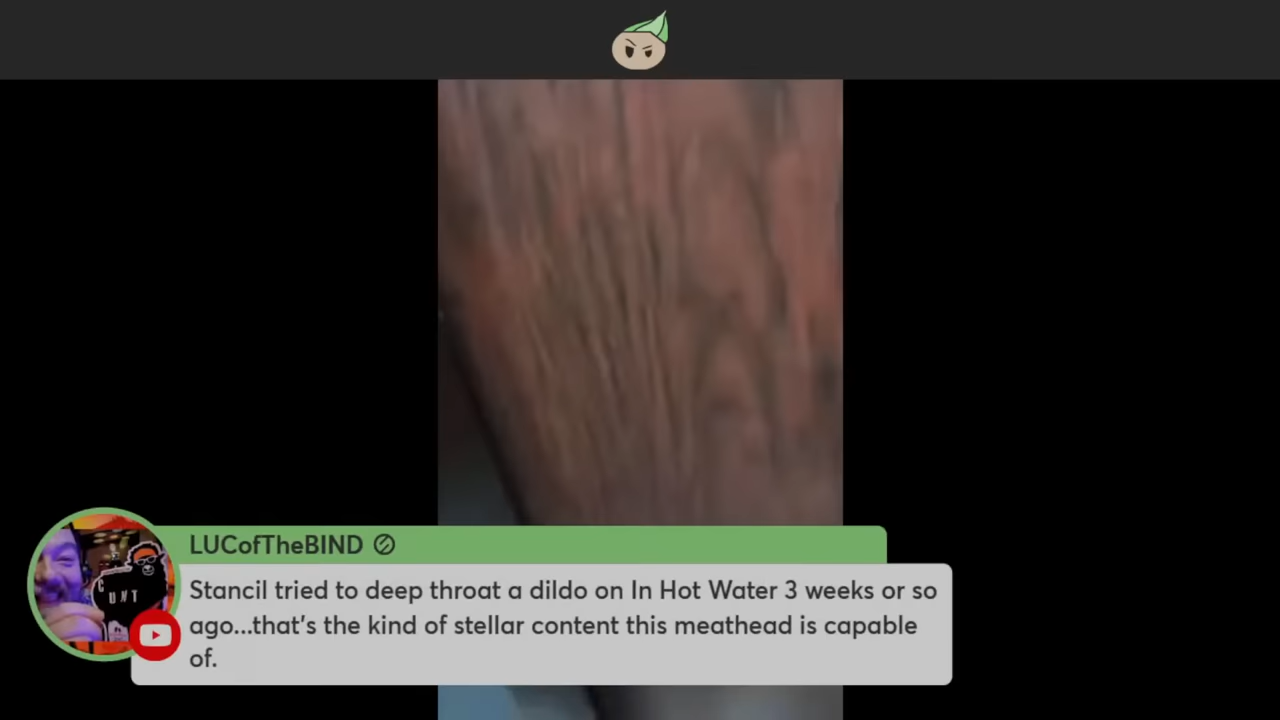 LUCofTheBIND
Stancil tried to deep throat a dildo on In Hot Water 3 weeks or so
ago...that's the kind of stellar content this meathead is capable
of.